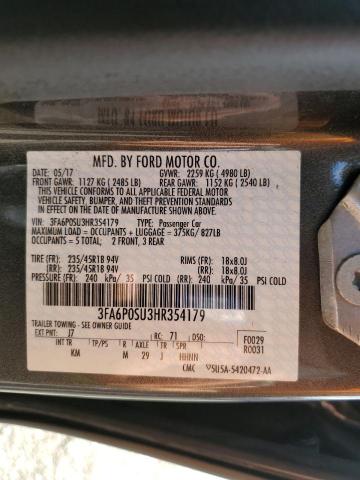 MFD. BY FORD MOTOR CO.
DATE: 05/17 GVWR: 2259 KG ( 4980 LB)
FRONT GAWR: 1127 KG ( 2485 LB) REAR GAWR: 1152 KG ( 2540 LB)
THIS VEHICLE CONFORMS TO ALL APPLICABLE FEDERAL MOTOR
VEHICLE SAFETY, BUMPER, AND THEFT PREVENTION STANDARDS IN
EFFECT ON THE DATE OF MANUFACTURE SHOWN ABOVE.
VIN: 3FA6P0SU3HR354179 TYPE: Passenger Car
MAXIMUM LOAD = OCCUPANTS + LUGGAGE = 375KG/ 827LB
OCCUPANTS = 5 TOTAL: 2 FRONT, 3 REAR
FR TIRE: 235/45R18 94V RIMS FR: 18x8.0J
RR TIRE: 235/45R18 94V RR: 18x8.0J
PRESSURE (FR): 240 kPa/ 35 PSI COLD (RR): 240 kPa/ 35 PSI COLD
3FA6P0SU3HR354179
TRAILER TOWING - SEE OWNER GUIDE
EXT PNT: J7 RC: 71 DSO: F0029
R0031
INT TR TP/PS R AXLE TR SPR
KM M 29 J HHNN
CMC 5U5A-5420472-AA